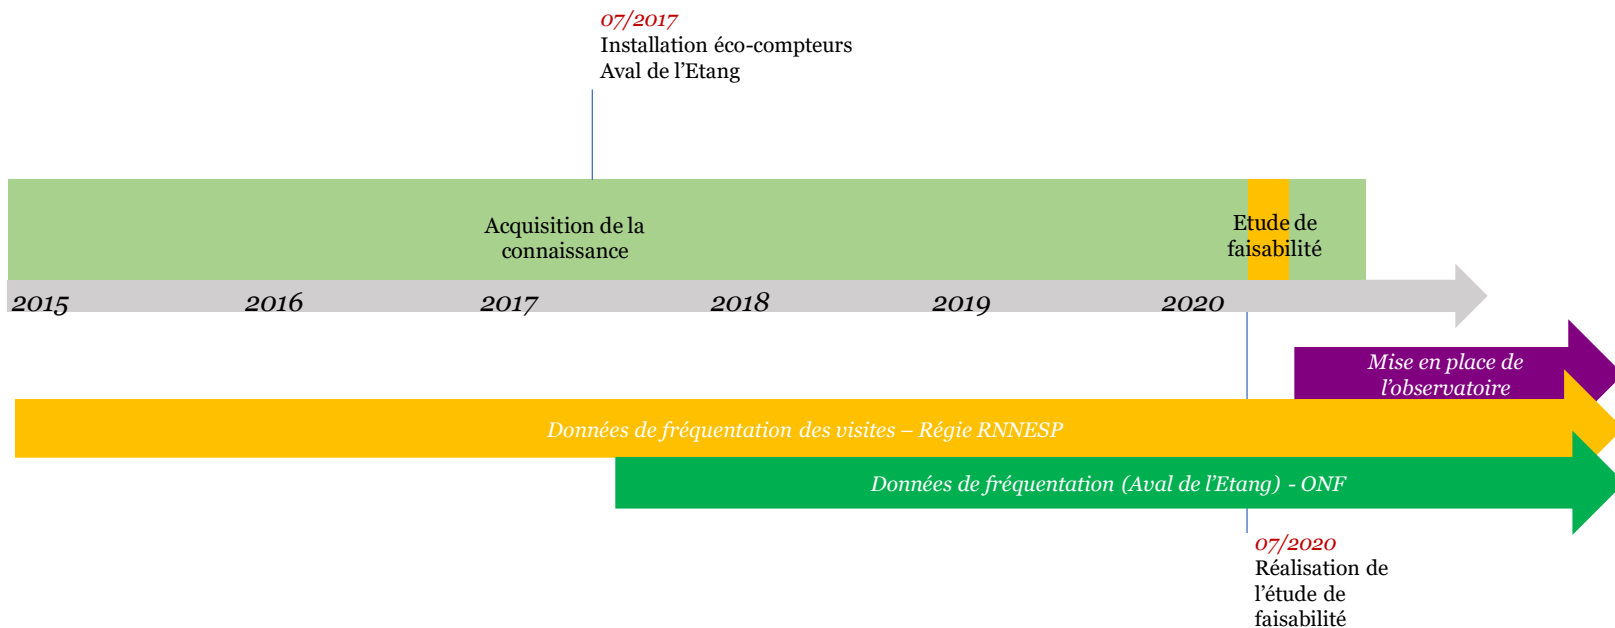 07/2017
Installation éco-compteurs
Aval de l'Etang
Acquisition de la
connaissance
Etude de
faisabilité
2015
2016
2017
2018
2019
2020
Mise en place de
l'observatoire
Données de fréquentation des visites – Régie RNNESP
Données de fréquentation (Aval de l'Etang) - ONF
07/2020
Réalisation de
l'étude de
faisabilité